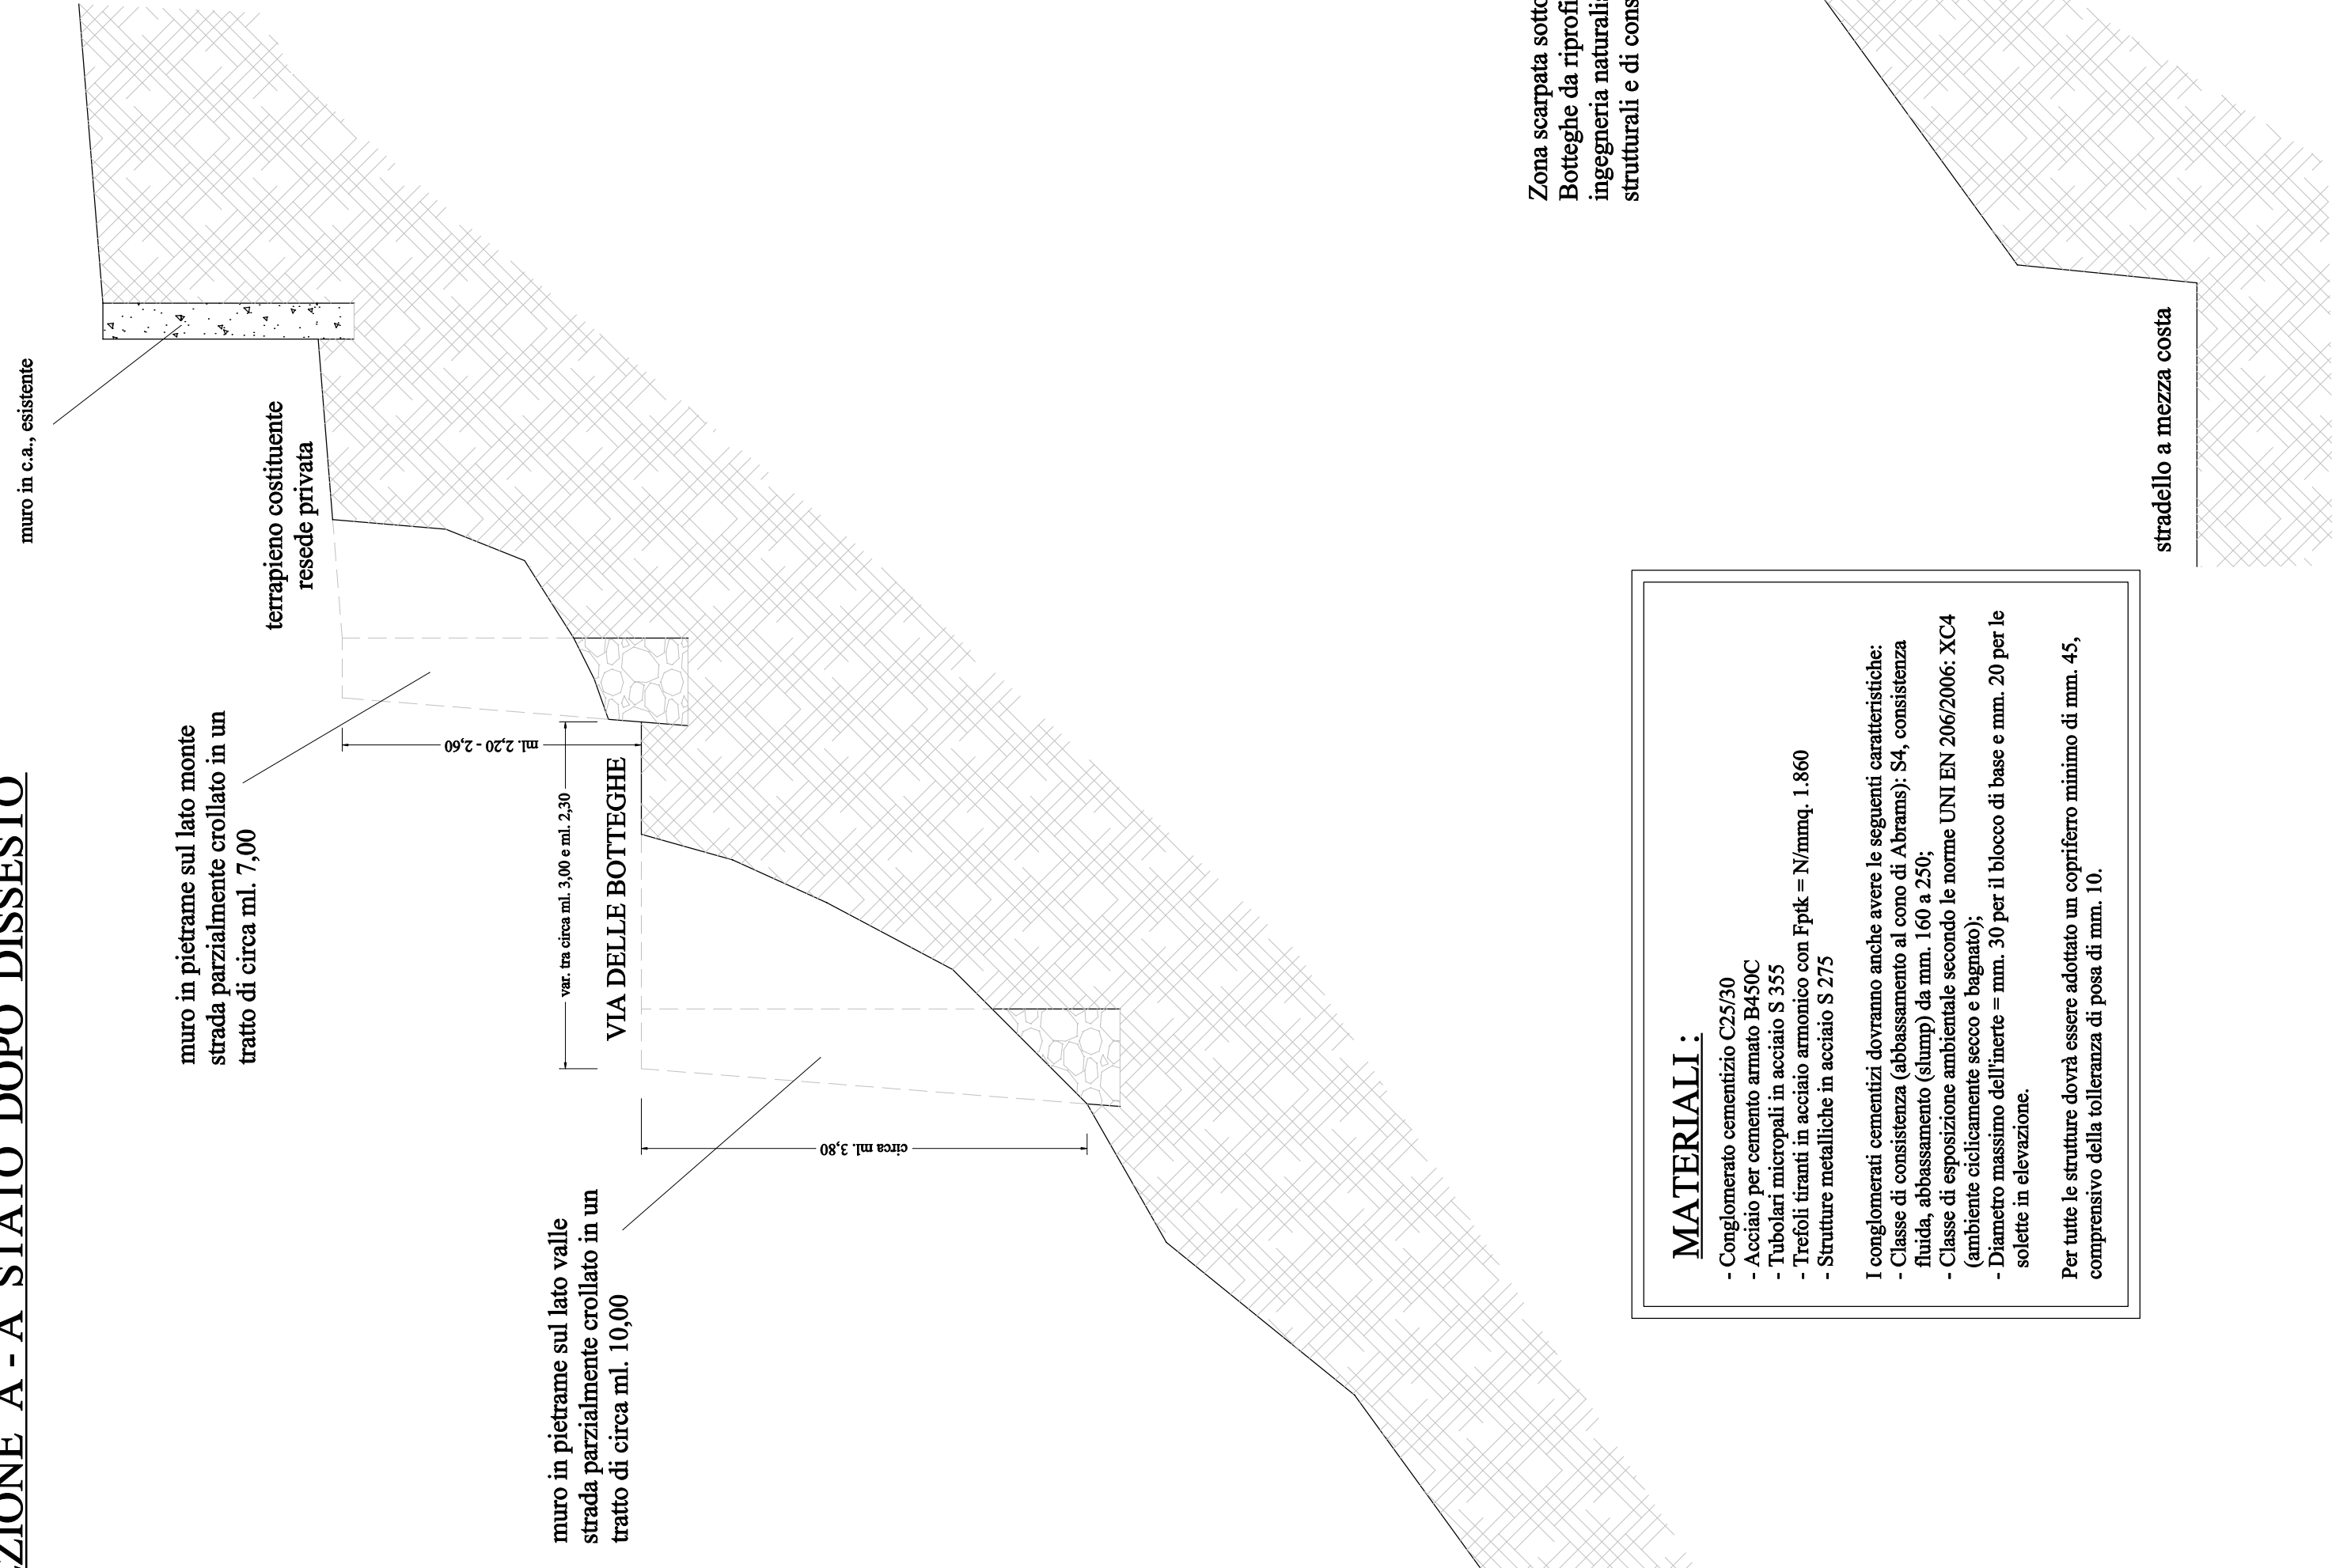 SEZIONE A - A STATO DOPO DISSESTO
muro in c.a., esistente
terrapieno costituente
resede privata
muro in pietrame sul lato monte
strada parzialmente crollato in un
tratto di circa ml. 7,00
ml. 2,20 - 2,60
var. tra circa ml. 3,00 e ml. 2,30
VIA DELLE BOTTEGHE
circa ml. 3,80
muro in pietrame sul lato valle
strada parzialmente crollato in un
tratto di circa ml. 10,00
Zona scarpata sotto
Botteghe da
ingegneria
strutturali e di
stradello a mezza costa
MATERIALI :
- Conglomerato cementizio C25/30
- Acciaio per cemento armato B450C
- Tubolari micropali in acciaio S 355
- Trefoli tiranti in acciaio armonico con Fptk = N/mmq. 1.860
- Strutture metalliche in acciaio S 275
I conglomerati cementizi dovranno anche avere le seguenti caratteristiche:
- Classe di consistenza (abbassamento al cono di Abrams): S4, consistenza
fluida, abbassamento (slump) da mm. 160 a 250;
- Classe di esposizione ambientale secondo le norme UNI EN 206/2006: XC4
(ambiente ciclicamente secco e bagnato);
- Diametro massimo dell'inerte = mm. 30 per il blocco di base e mm. 20 per le
solette in elevazione.
Per tutte le strutture dovrà essere adottato un copriferro minimo di mm. 45,
comprensivo della tolleranza di posa di mm. 10.